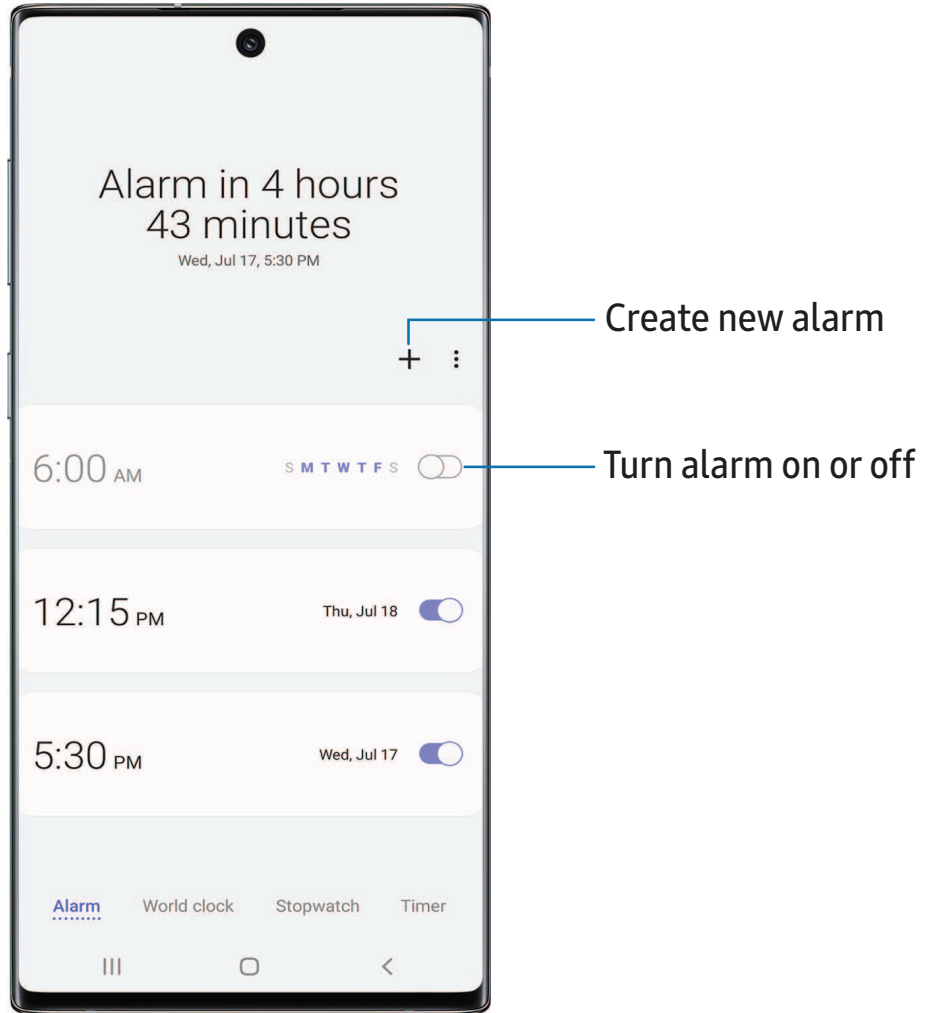 Alarm in 4 hours
43 minutes
Wed, Jul 17, 5:30 PM
Create new alarm
6:00 AM S M T W T F S
Turn alarm on or off
12:15 PM Thu, Jul 18
5:30 PM Wed, Jul 17
Alarm World clock Stopwatch Timer